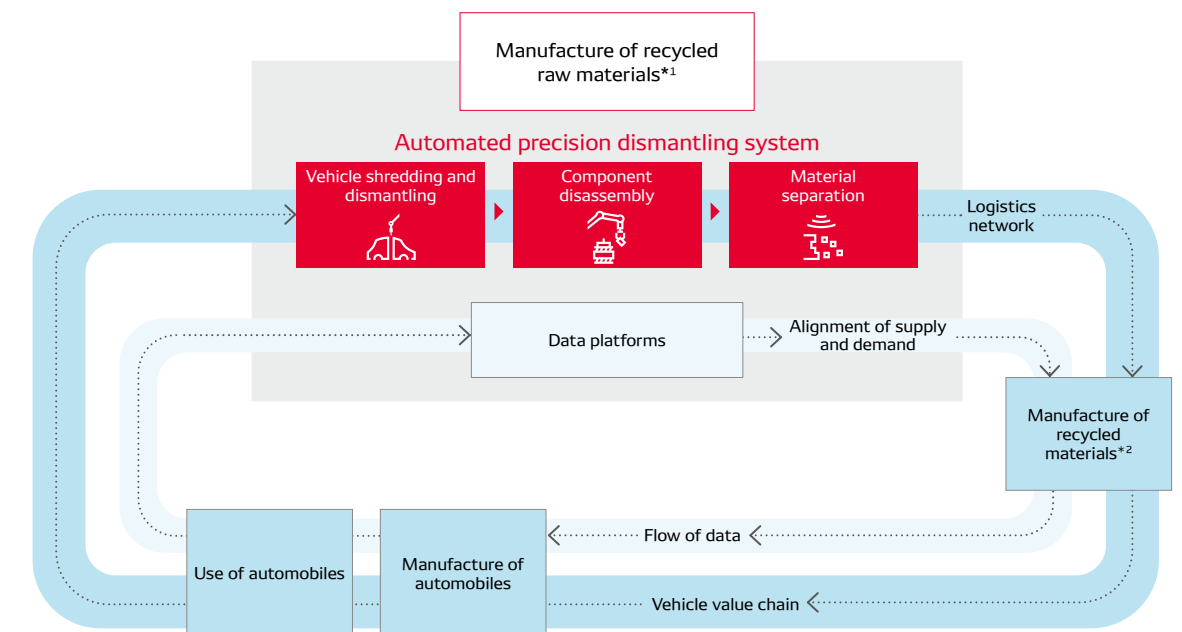 Manufacture of recycled
raw materials*1
Automated precision dismantling system
Vehicle shredding and
dismantling
Component
disassembly
Material
separation
Logistics
network
Data platforms
Alignment of supply
and demand
Manufacture of
recycled
materials*2
Flow of data
Use of automobiles
Manufacture of
automobiles
Vehicle value chain